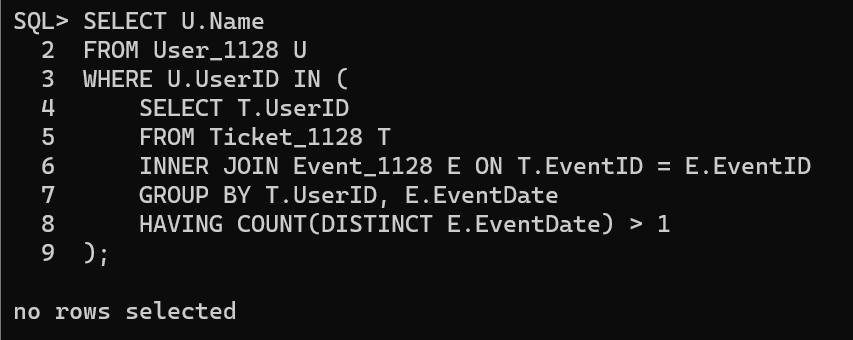 SQL> SELECT U.Name
  2  FROM User_1128 U
  3  WHERE U.UserID IN (
  4      SELECT T.UserID
  5      FROM Ticket_1128 T
  6      INNER JOIN Event_1128 E ON T.EventID = E.EventID
  7      GROUP BY T.UserID, E.EventDate
  8      HAVING COUNT(DISTINCT E.EventDate) > 1
  9  );
no rows selected